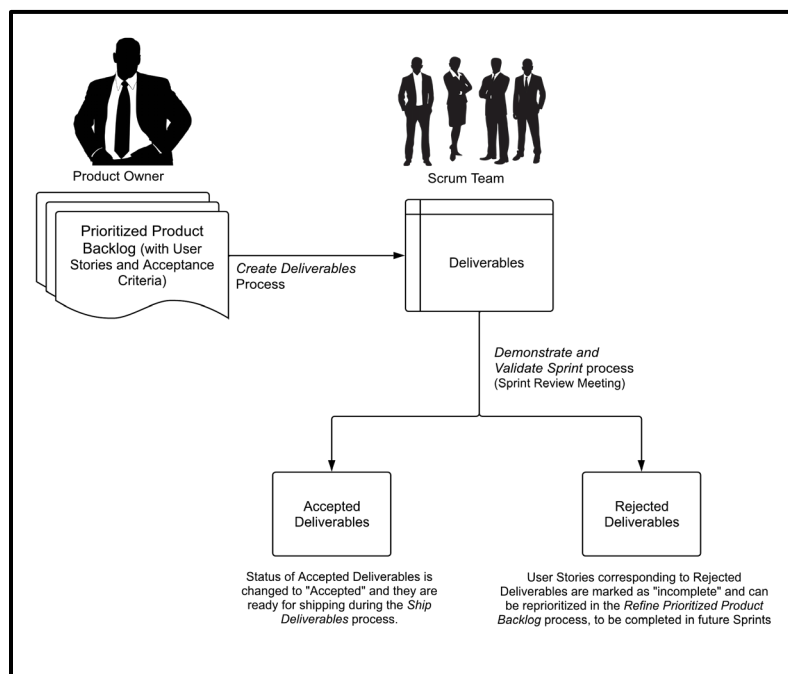 Product Owner
Scrum Team
Prioritized Product
Backlog (with User
Stories and Acceptance
Criteria)
Create Deliverables
Process
Deliverables
Demonstrate and
Validate Sprint process
(Sprint Review Meeting)
Accepted
Deliverables
Rejected
Deliverables
Status of Accepted Deliverables is
changed to "Accepted" and they are
ready for shipping during the Ship
Deliverables process.
User Stories corresponding to Rejected
Deliverables are marked as "incomplete" and can
be reprioritized in the Refine Prioritized Product
Backlog process, to be completed in future Sprints